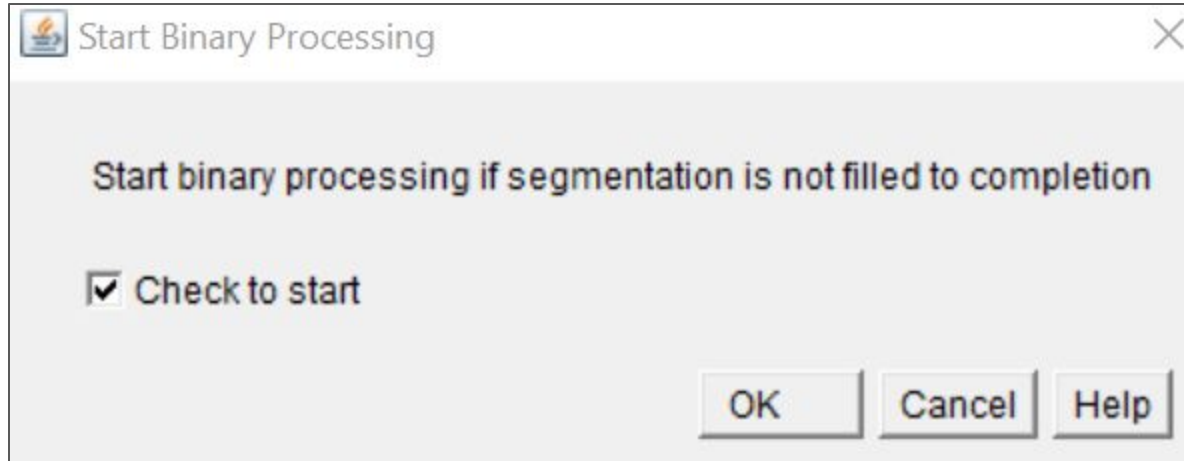 Start Binary Processing
Start binary processing if segmentation is not filled to completion
Check to start
OK Cancel Help